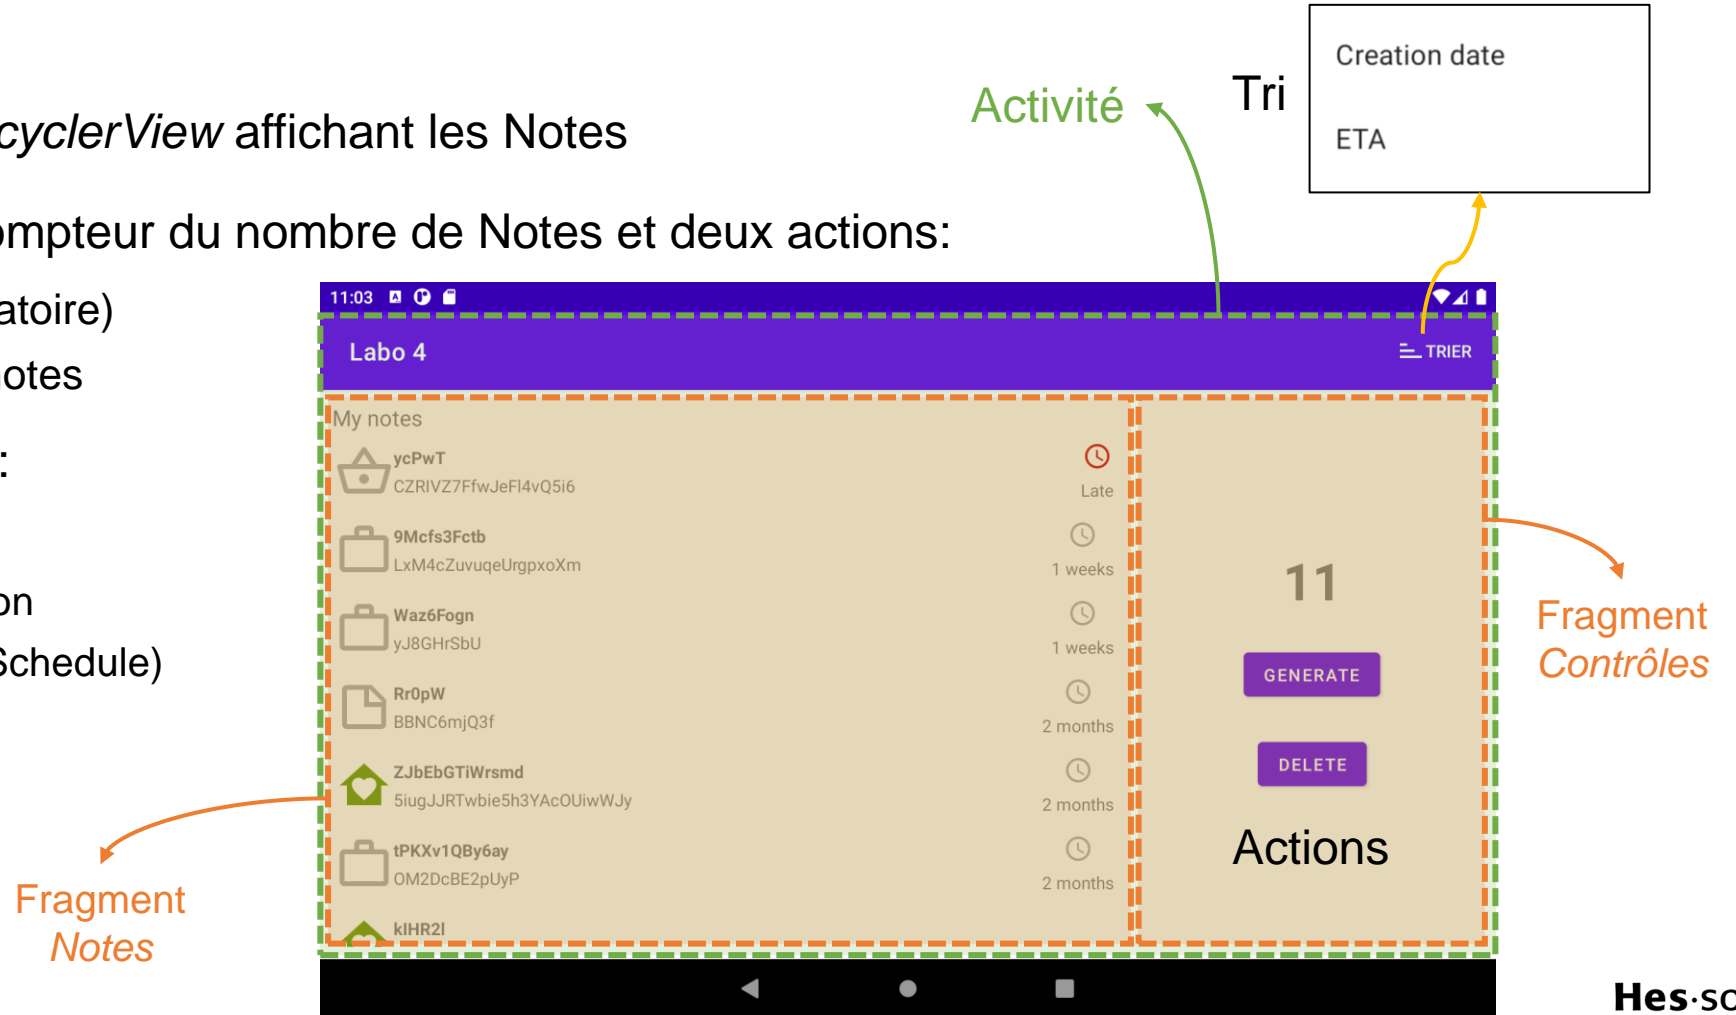 Creation date
Tri
ETA
Activité
cyclerView affichant les Notes
ompteur du nombre de Notes et deux actions:
atoire)
notes
:
on
Schedule)
11:03
Labo 4
TRIER
My notes
ycPwT
CZRIVZ7FfwJeFl4vQ5i6
Late
9Mcfs3Fctb
LxM4cZuvuqeUrgpxoXm
1 weeks
Waz6Fogn
yJ8GHrSbU
1 weeks
Rr0pW
BBNC6mjQ3f
2 months
ZJbEbGTiWrsmd
5iugJJRTwbie5h3YAcOUiwWJy
2 months
tPKXv1QBy6ay
OM2DcBE2pUyP
2 months
kIHR2l
11
GENERATE
DELETE
Actions
Fragment
Contrôles
Fragment
Notes
Hes·so